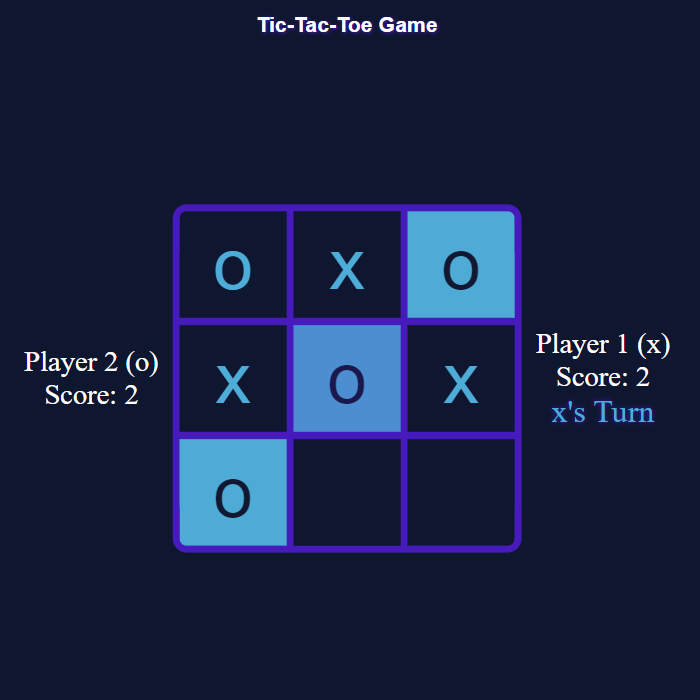 Tic-Tac-Toe Game
o x o
Player 2 (o)
Score: 2
x o x
Player 1 (x)
Score: 2
x's Turn
o